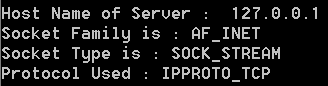 Host Name of Server :  127.0.0.1
Socket Family is : AF_INET
Socket Type is : SOCK_STREAM
Protocol Used : IPPROTO_TCP